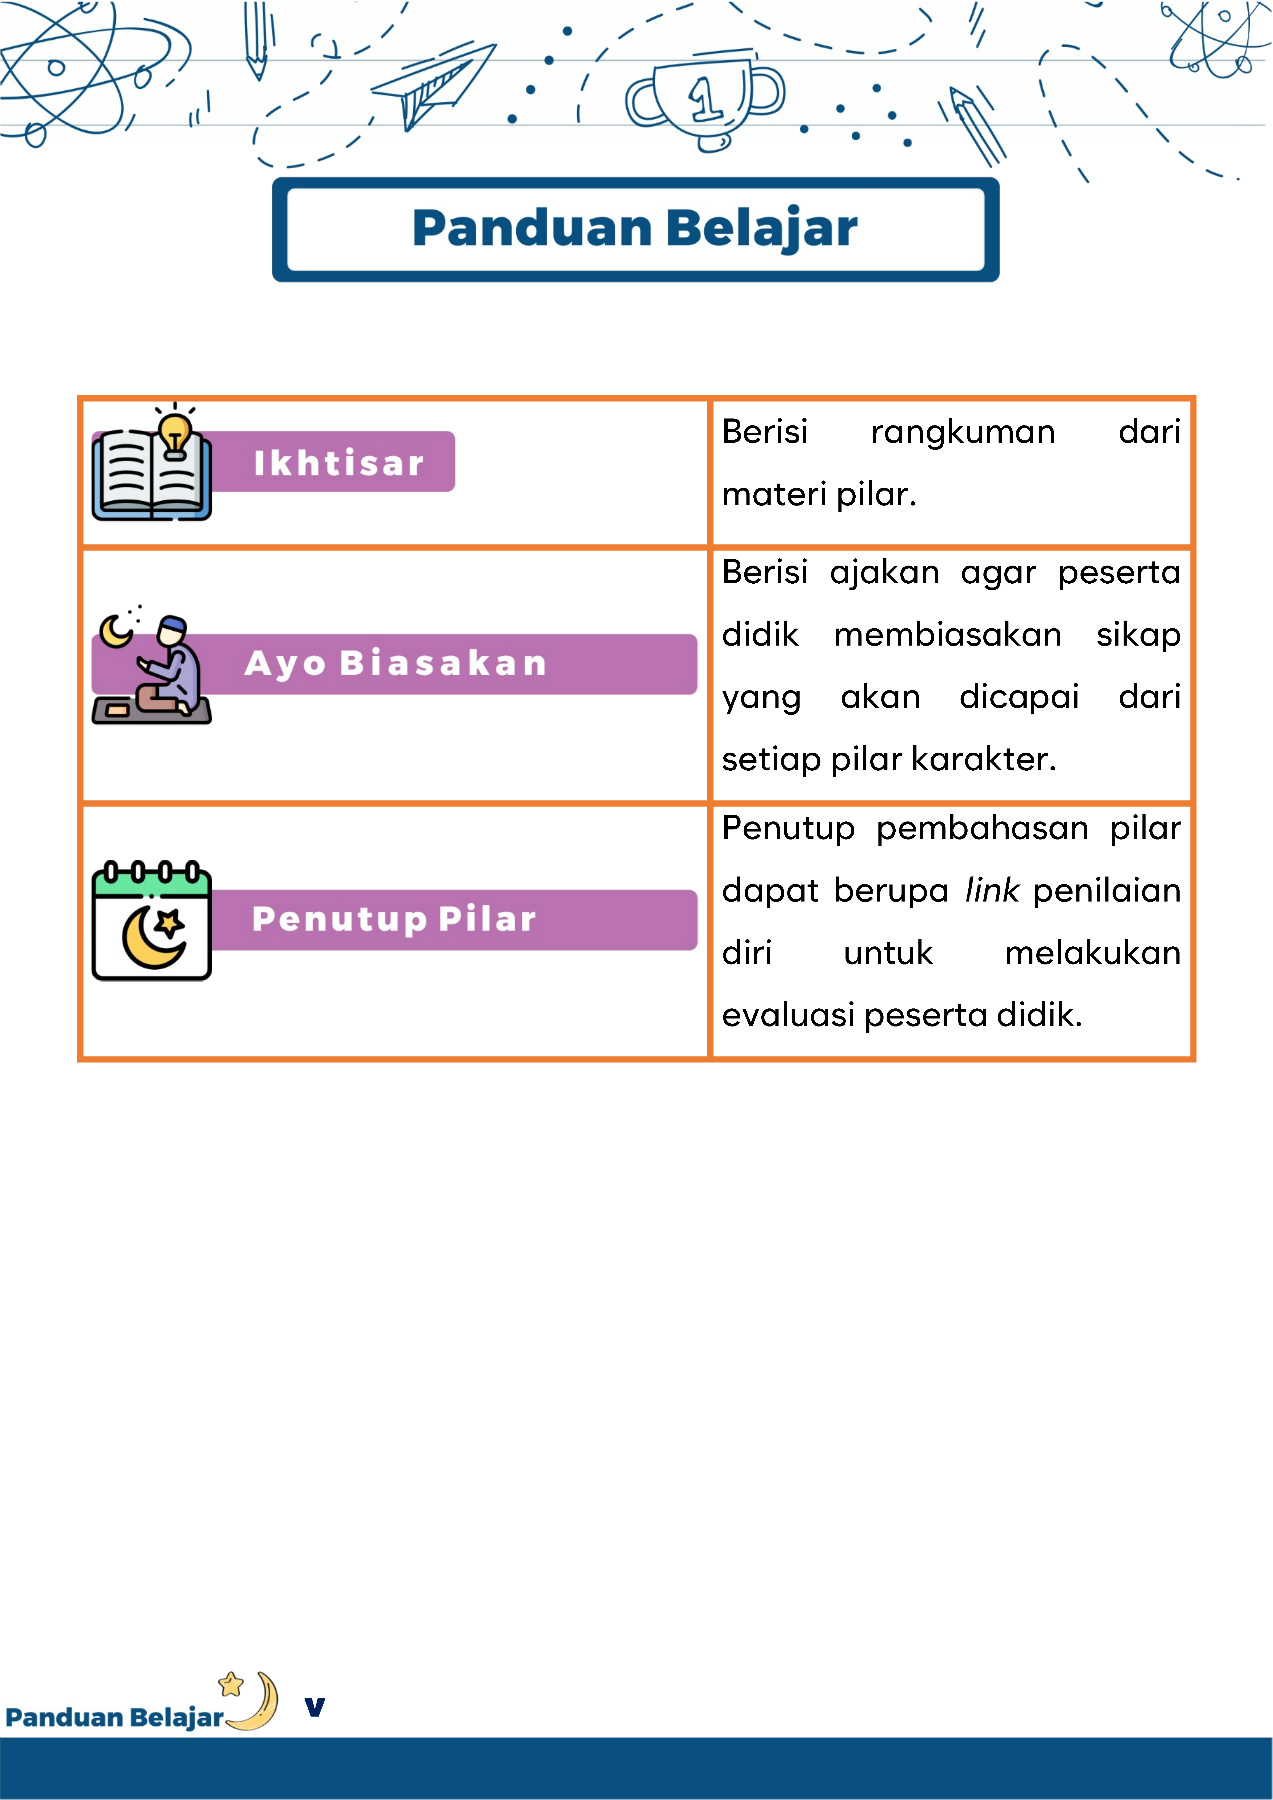 1
Panduan Belajar
Ikhtisar
Berisi rangkuman dari
materi pilar.
Ayo Biasakan
Berisi ajakan agar peserta
didik membiasakan sikap
yang akan dicapai dari
setiap pilar karakter.
Penutup Pilar
Penutup pembahasan pilar
dapat berupa link penilaian
diri untuk melakukan
evaluasi peserta didik.
Panduan Belajar v